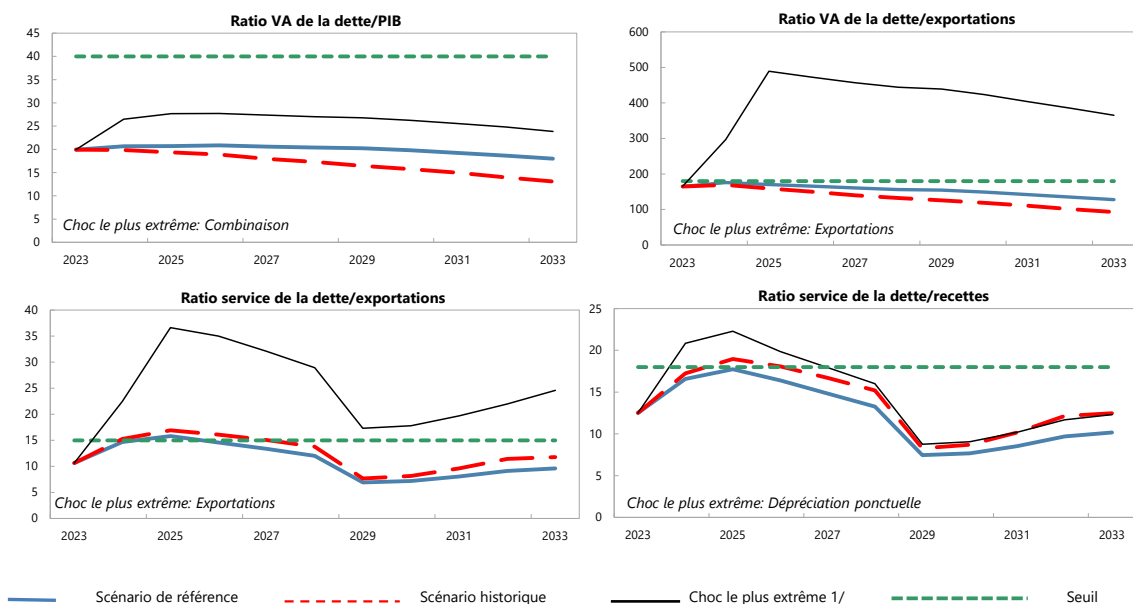 Ratio VA de la dette/PIB
45
40
35
30
25
20
15
10
5
0
Choc le plus extrême: Combinaison
2023 2025 2027 2029 2031 2033
Ratio VA de la dette/exportations
600
500
400
300
200
100
0
Choc le plus extrême: Exportations
2023 2025 2027 2029 2031 2033
Ratio service de la dette/exportations
40
35
30
25
20
15
10
5
0
Choc le plus extrême: Exportations
2023 2025 2027 2029 2031 2033
Ratio service de la dette/recettes
25
20
15
10
5
0
Choc le plus extrême: Dépréciation ponctuelle
2023 2025 2027 2029 2031 2033
Scénario de référence Scénario historique Choc le plus extrême 1/ Seuil